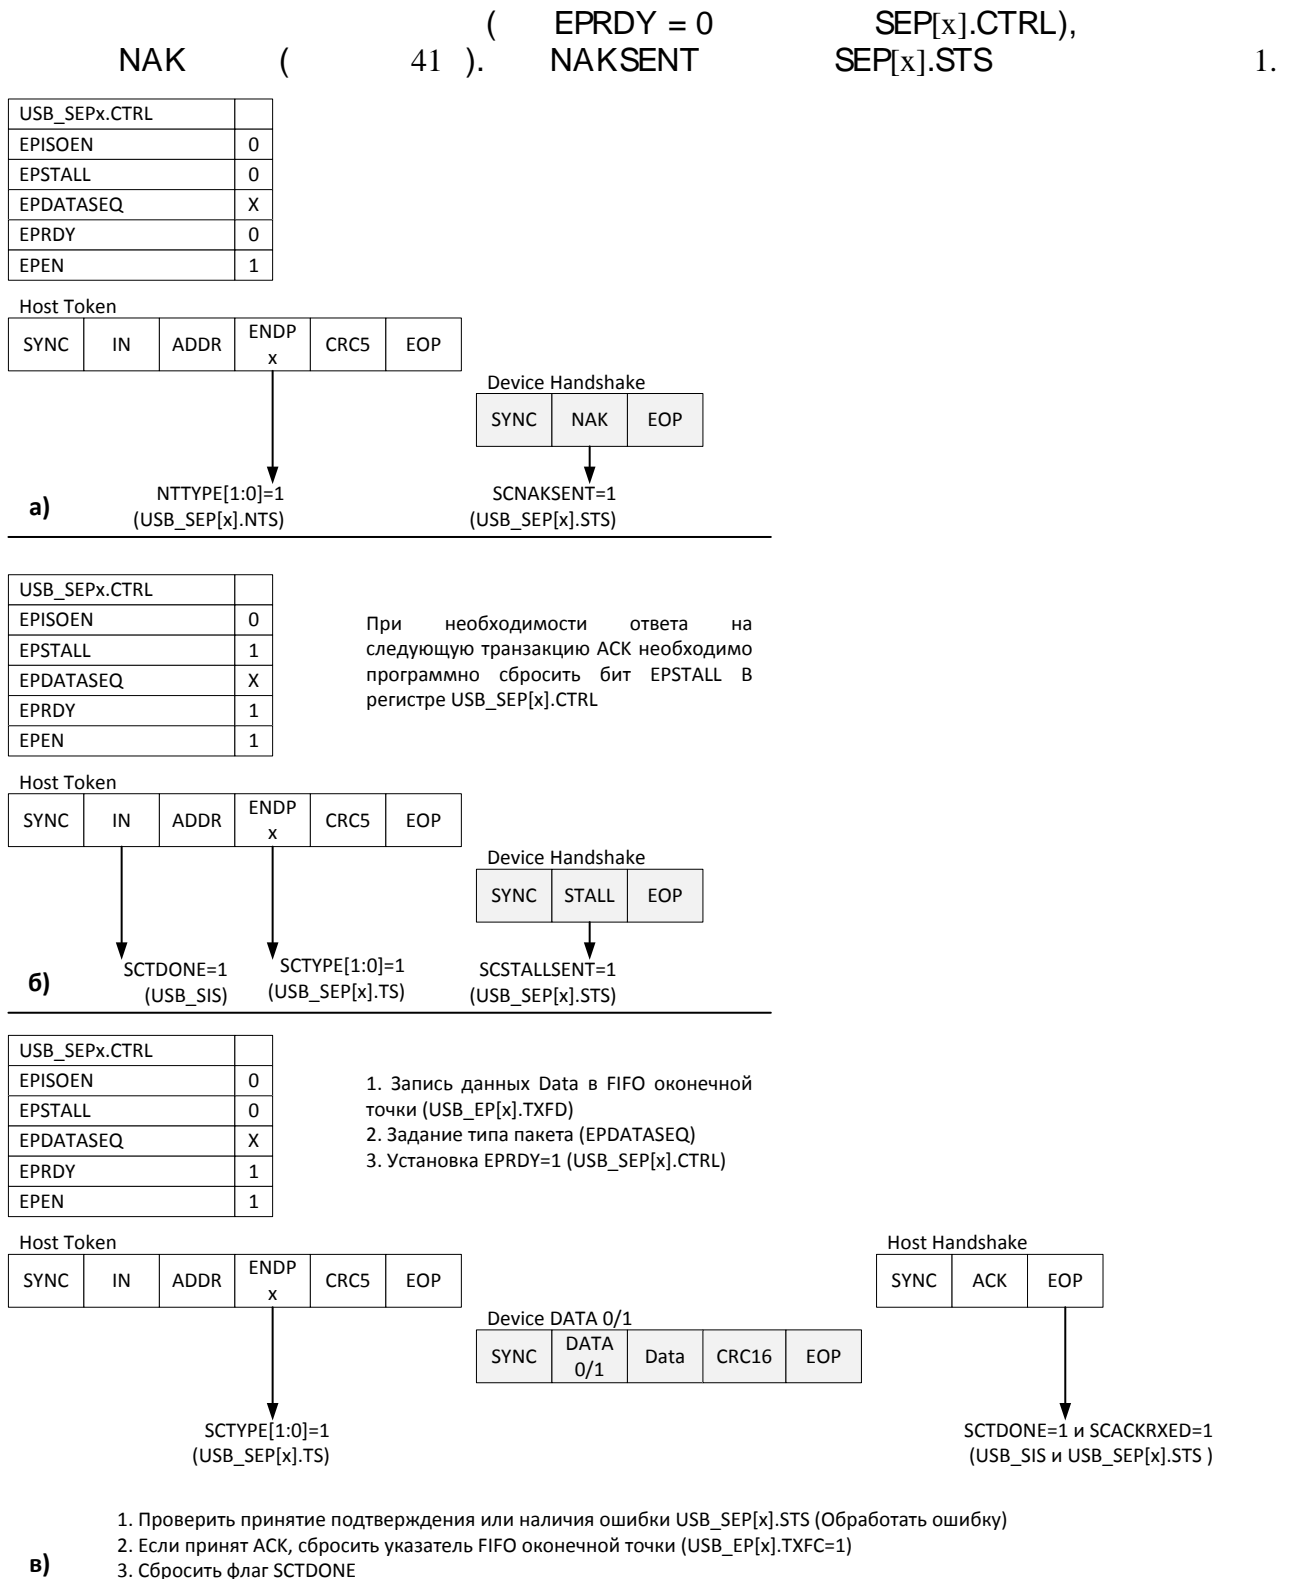 ( EPRDY = 0 SEP[x].CTRL),
NAK ( 41 ). NAKSENT SEP[x].STS 1.
USB_SEPx.CTRL
EPISOEN 0
EPSTALL 0
EPDATASEQ X
EPRDY 0
EPEN 1
Host Token
SYNC IN ADDR ENDP x CRC5 EOP
Device Handshake
SYNC NAK EOP
NTTYPE[1:0]=1
(USB_SEP[x].NTS)
SCNAKSENT=1
(USB_SEP[x].STS)
а)
USB_SEPx.CTRL
EPISOEN 0
EPSTALL 1
EPDATASEQ X
EPRDY 1
EPEN 1
При необходимости ответа на
следующую транзакцию ACK необходимо
программно сбросить бит EPSTALL В
регистре USB_SEP[x].CTRL
Host Token
SYNC IN ADDR ENDP x CRC5 EOP
Device Handshake
SYNC STALL EOP
SCTDONE=1
(USB_SIS)
SCTYPE[1:0]=1
(USB_SEP[x].TS)
SCSTALLSENT=1
(USB_SEP[x].STS)
б)
USB_SEPx.CTRL
EPISOEN 0
EPSTALL 0
EPDATASEQ X
EPRDY 1
EPEN 1
1. Запись данных Data в FIFO оконечной
точки (USB_EP[x].TXFD)
2. Задание типа пакета (EPDATASEQ)
3. Установка EPRDY=1 (USB_SEP[x].CTRL)
Host Token
SYNC IN ADDR ENDP x CRC5 EOP
Device DATA 0/1
SYNC DATA 0/1 Data CRC16 EOP
Host Handshake
SYNC ACK EOP
SCTYPE[1:0]=1
(USB_SEP[x].TS)
SCTDONE=1 и SCACKRXED=1
(USB_SIS и USB_SEP[x].STS )
1. Проверить принятие подтверждения или наличия ошибки USB_SEP[x].STS (Обработать ошибку)
2. Если принят ACK, сбросить указатель FIFO оконечной точки (USB_EP[x].TXFC=1)
3. Сбросить флаг SCTDONE
в)